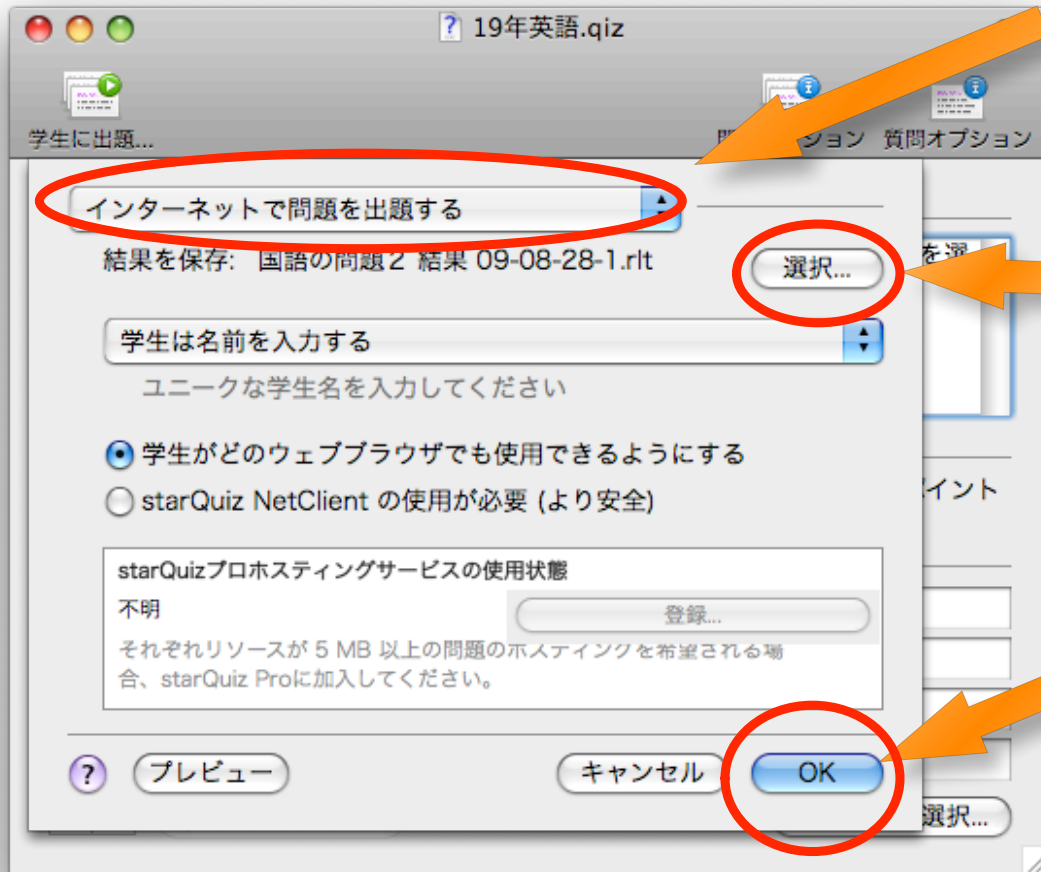 19年英語.qiz
学生に出題...
ション 質問オプション
インターネットで問題を出題する
結果を保存: 国語の問題2 結果 09-08-28-1.rlt
選択...
を選
学生は名前を入力する
ユニークな学生名を入力してください
学生がどのウェブブラウザでも使用できるようにする
starQuiz NetClient の使用が必要 (より安全)
イント
starQuizプロホスティングサービスの使用状態
不明
登録...
それぞれリソースが 5 MB 以上の問題のホスティングを希望される場
合、starQuiz Proに加入してください。
?
プレビュー
キャンセル
OK
選択...